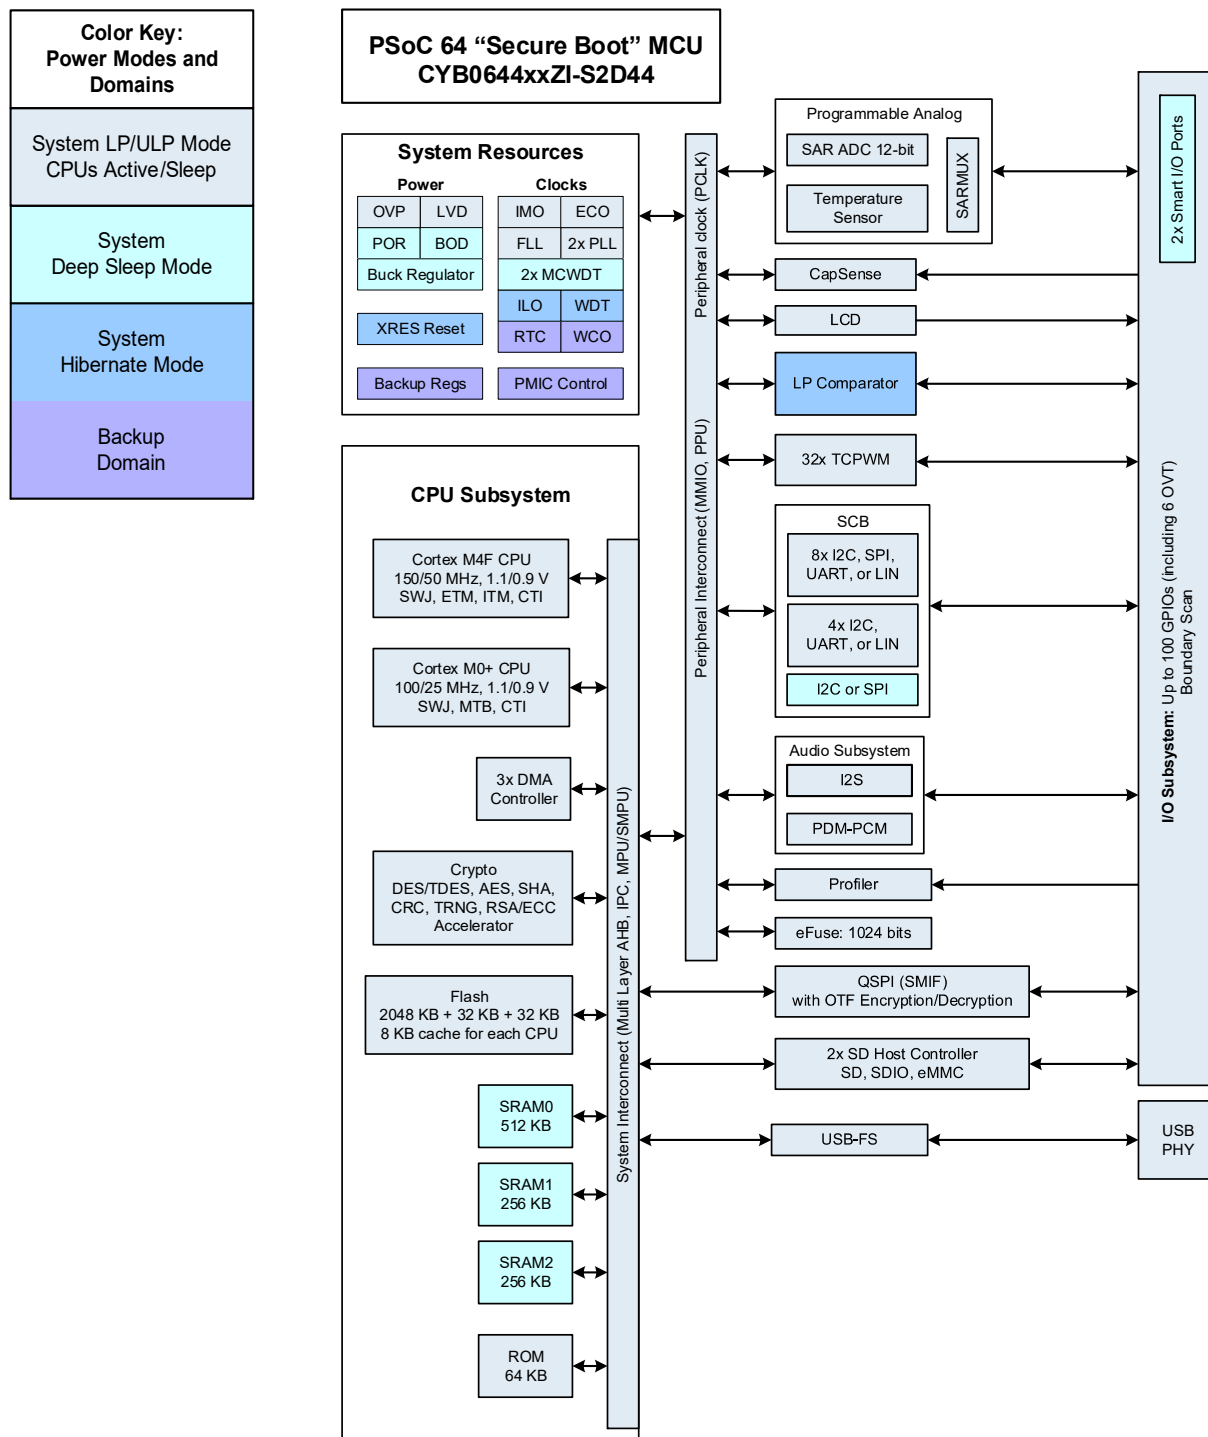 Color Key:
Power Modes and
Domains
System LP/ULP Mode
CPUs Active/Sleep
System
Deep Sleep Mode
System
Hibernate Mode
Backup
Domain
PSoC 64 “Secure Boot” MCU
CYB0644xxZI-S2D44
System Resources
Power
Clocks
OVP
LVD
IMO
ECO
POR
BOD
FLL
2x PLL
Buck Regulator
2x MCWDT
ILO
WDT
XRES Reset
RTC
WCO
Backup Regs
PMIC Control
CPU Subsystem
Cortex M4F CPU
150/50 MHz, 1.1/0.9 V
SWJ, ETM, ITM, CTI
Cortex M0+ CPU
100/25 MHz, 1.1/0.9 V
SWJ, MTB, CTI
3x DMA
Controller
Crypto
DES/TDES, AES, SHA,
CRC, TRNG, RSA/ECC
Accelerator
Flash
2048 KB + 32 KB + 32 KB
8 KB cache for each CPU
SRAM0
512 KB
SRAM1
256 KB
SRAM2
256 KB
ROM
64 KB
System Interconnect (Multi Layer AHB, IPC, MPU/SMPU)
Peripheral Interconnect (MMIO, PPU)
Peripheral clock (PCLK)
Programmable Analog
SAR ADC 12-bit
Temperature
Sensor
SARMUX
CapSense
LCD
LP Comparator
32x TCPWM
SCB
8x I2C, SPI,
UART, or LIN
4x I2C,
UART, or LIN
I2C or SPI
Audio Subsystem
I2S
PDM-PCM
Profiler
eFuse: 1024 bits
QSPI (SMIF)
with OTF Encryption/Decryption
2x SD Host Controller
SD, SDIO, eMMC
USB-FS
2x Smart I/O Ports
I/O Subsystem: Up to 100 GPIOs (including 6 OVT)
Boundary Scan
USB
PHY